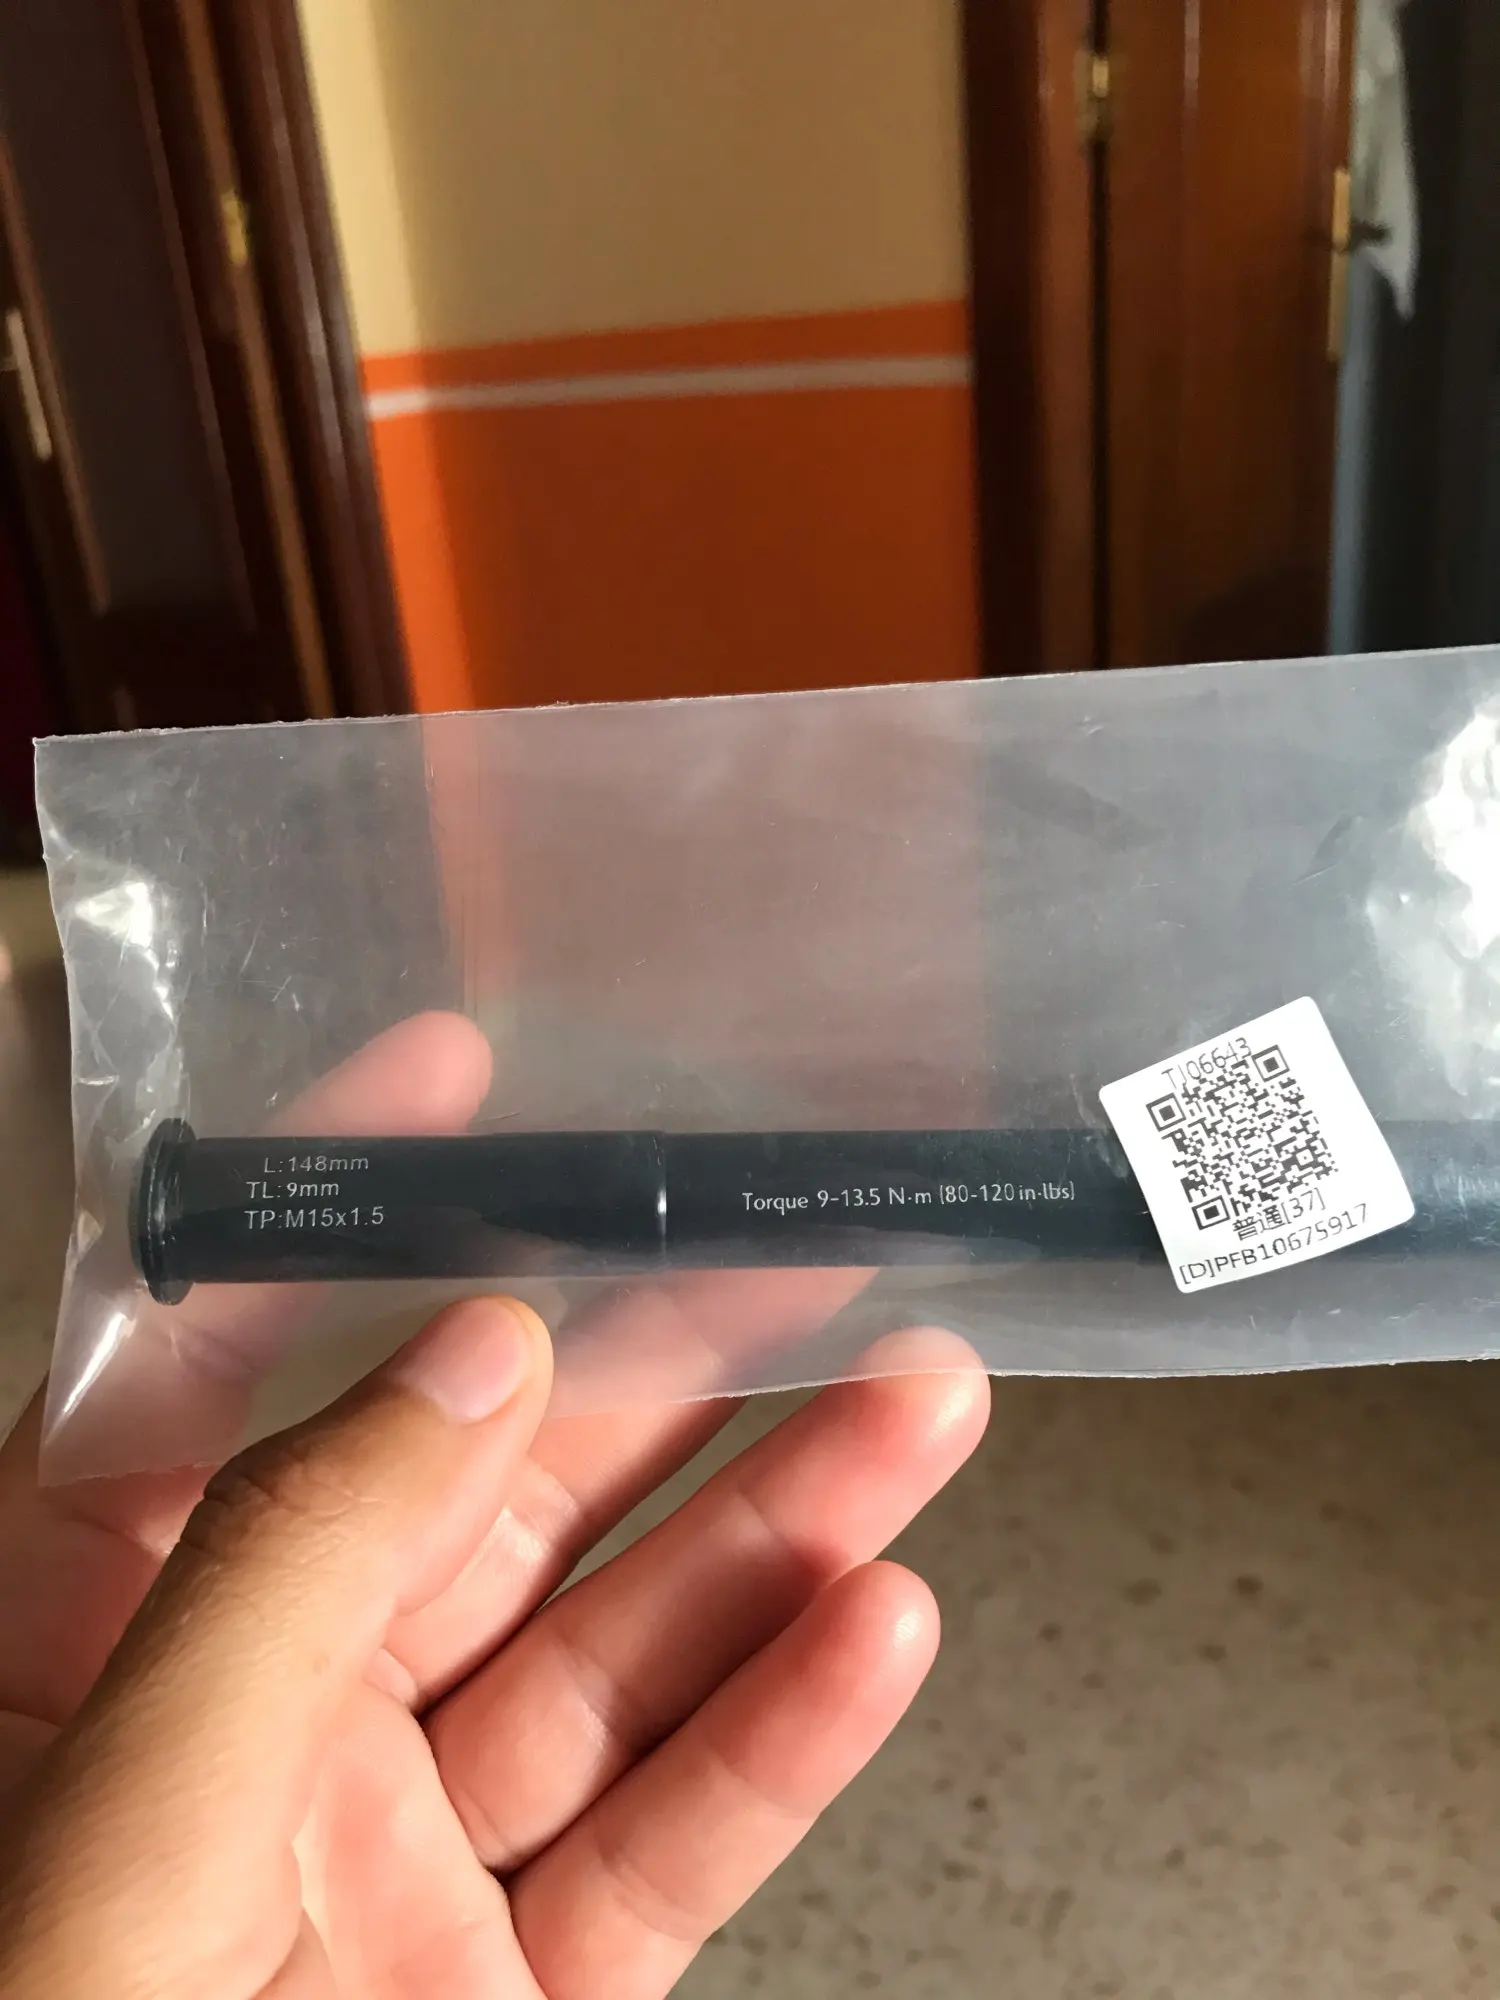 L:148mm
TL:9mm
TP:M15x1.5
Torque 9-13.5 N·m (80-120 in·lbs)
TJ06643
普通[37]
[D]PFB10675917